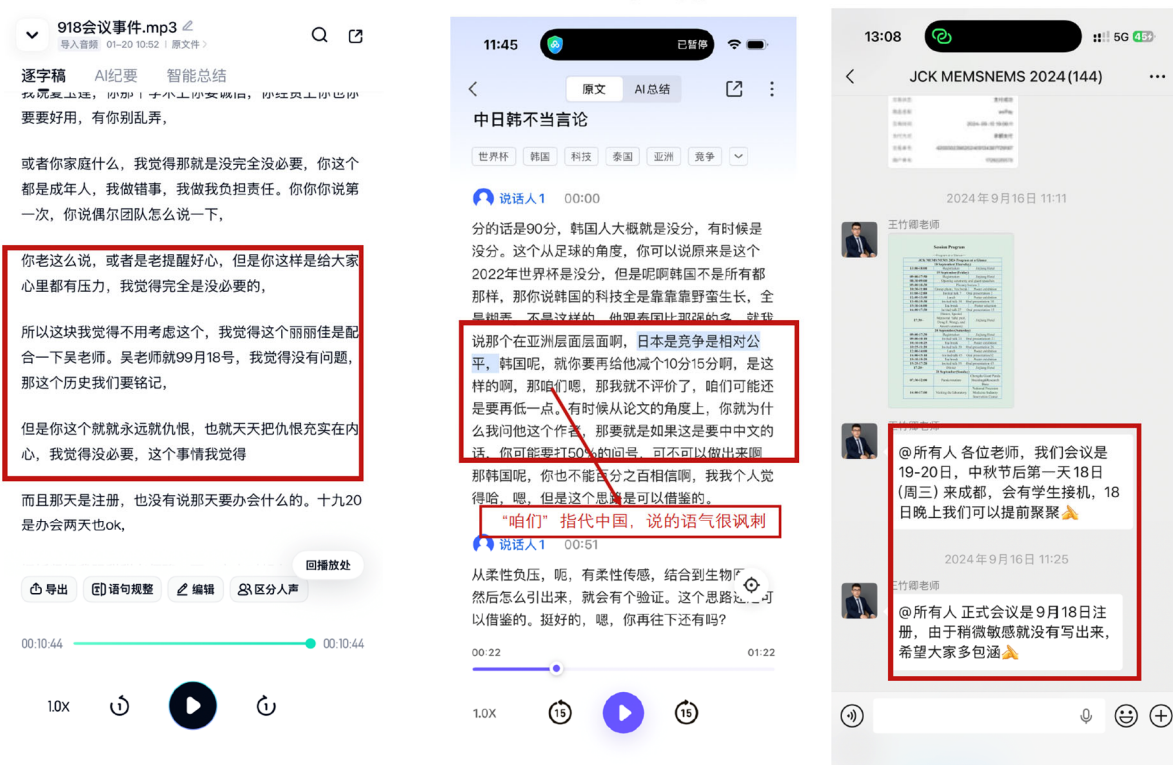 918会议事件.mp3
导入音频 01-20 10:52 | 原文件 >
逐字稿 AI纪要 智能总结
要要好用，有你别乱弄，
或者你家庭什么，我觉得那就是没完全没必要，你这个
都是成年人，我做错事，我做我负担责任。你你你说第
一次，你说偶尔团队怎么说一下，
你老这么说，或者是老提醒好心，但是你这样是给大家
心里都有压力，我觉得完全是没必要的，
所以这块我觉得不用考虑这个，我觉得这个丽丽佳是配
合一下吴老师。吴老师就99月18号，我觉得没有问题，
那这个历史我们要铭记，
但是你这个就就永远就仇恨，也就天天把仇恨充实在内
心，我觉得没必要，这个事情我觉得
而且那天是注册，也没有说那天要办会什么的。十九20
是办会两天也ok，
回播放处
导出 语句规整 编辑 区分人声
00:10:44 00:10:44
1.0X
11:45 已暂停
原文 AI总结
中日韩不当言论
世界杯 韩国 科技 泰国 亚洲 竞争
说话人1 00:00
分的话是90分，韩国人大概就是没分，有时候是
没分。这个从足球的角度，你可以说原来是这个
2022年世界杯是没分，但是呢啊韩国不是所有都
那样，那你说韩国的科技全是靠靠靠野蛮生长，全
是糊弄，不是这样的，他跟泰国比那强的多，就我
说那个在亚洲层面层面啊，日本是竞争是相对公
平，韩国呢，就你要再给他减个10分15分啊，是这
样的啊，那咱们嗯，那我就不评价了，咱们可能还
是要再低一点。有时候从论文的角度上，你就为什
么我问他这个作者，那要就是如果这是要中中文的
话，你可能要打50%的问号，可不可以做出来啊
那韩国呢，你也不能百分之百相信啊，我我个人觉
得哈，嗯，但是这个思路是可以借鉴的。
“咱们”指代中国，说的语气很讽刺
说话人1 00:51
从柔性负压，呃，有柔性传感，结合到生物
然后怎么引出来，就会有个验证。这个思路还可
以借鉴的。挺好的，嗯，你再往下还有吗？
00:22 01:22
1.0X 15 15
13:08 5G 45
JCK MEMSNEMS 2024(144)
2024年9月16日 11:11
王竹卿老师
Session Program
@所有人 各位老师，我们会议是
19-20日，中秋节后第一天18日
(周三) 来成都，会有学生接机，18
日晚上我们可以提前聚聚
2024年9月16日 11:25
王竹卿老师
@所有人 正式会议是9月18日注
册，由于稍微敏感就没有写出来，
希望大家多包涵